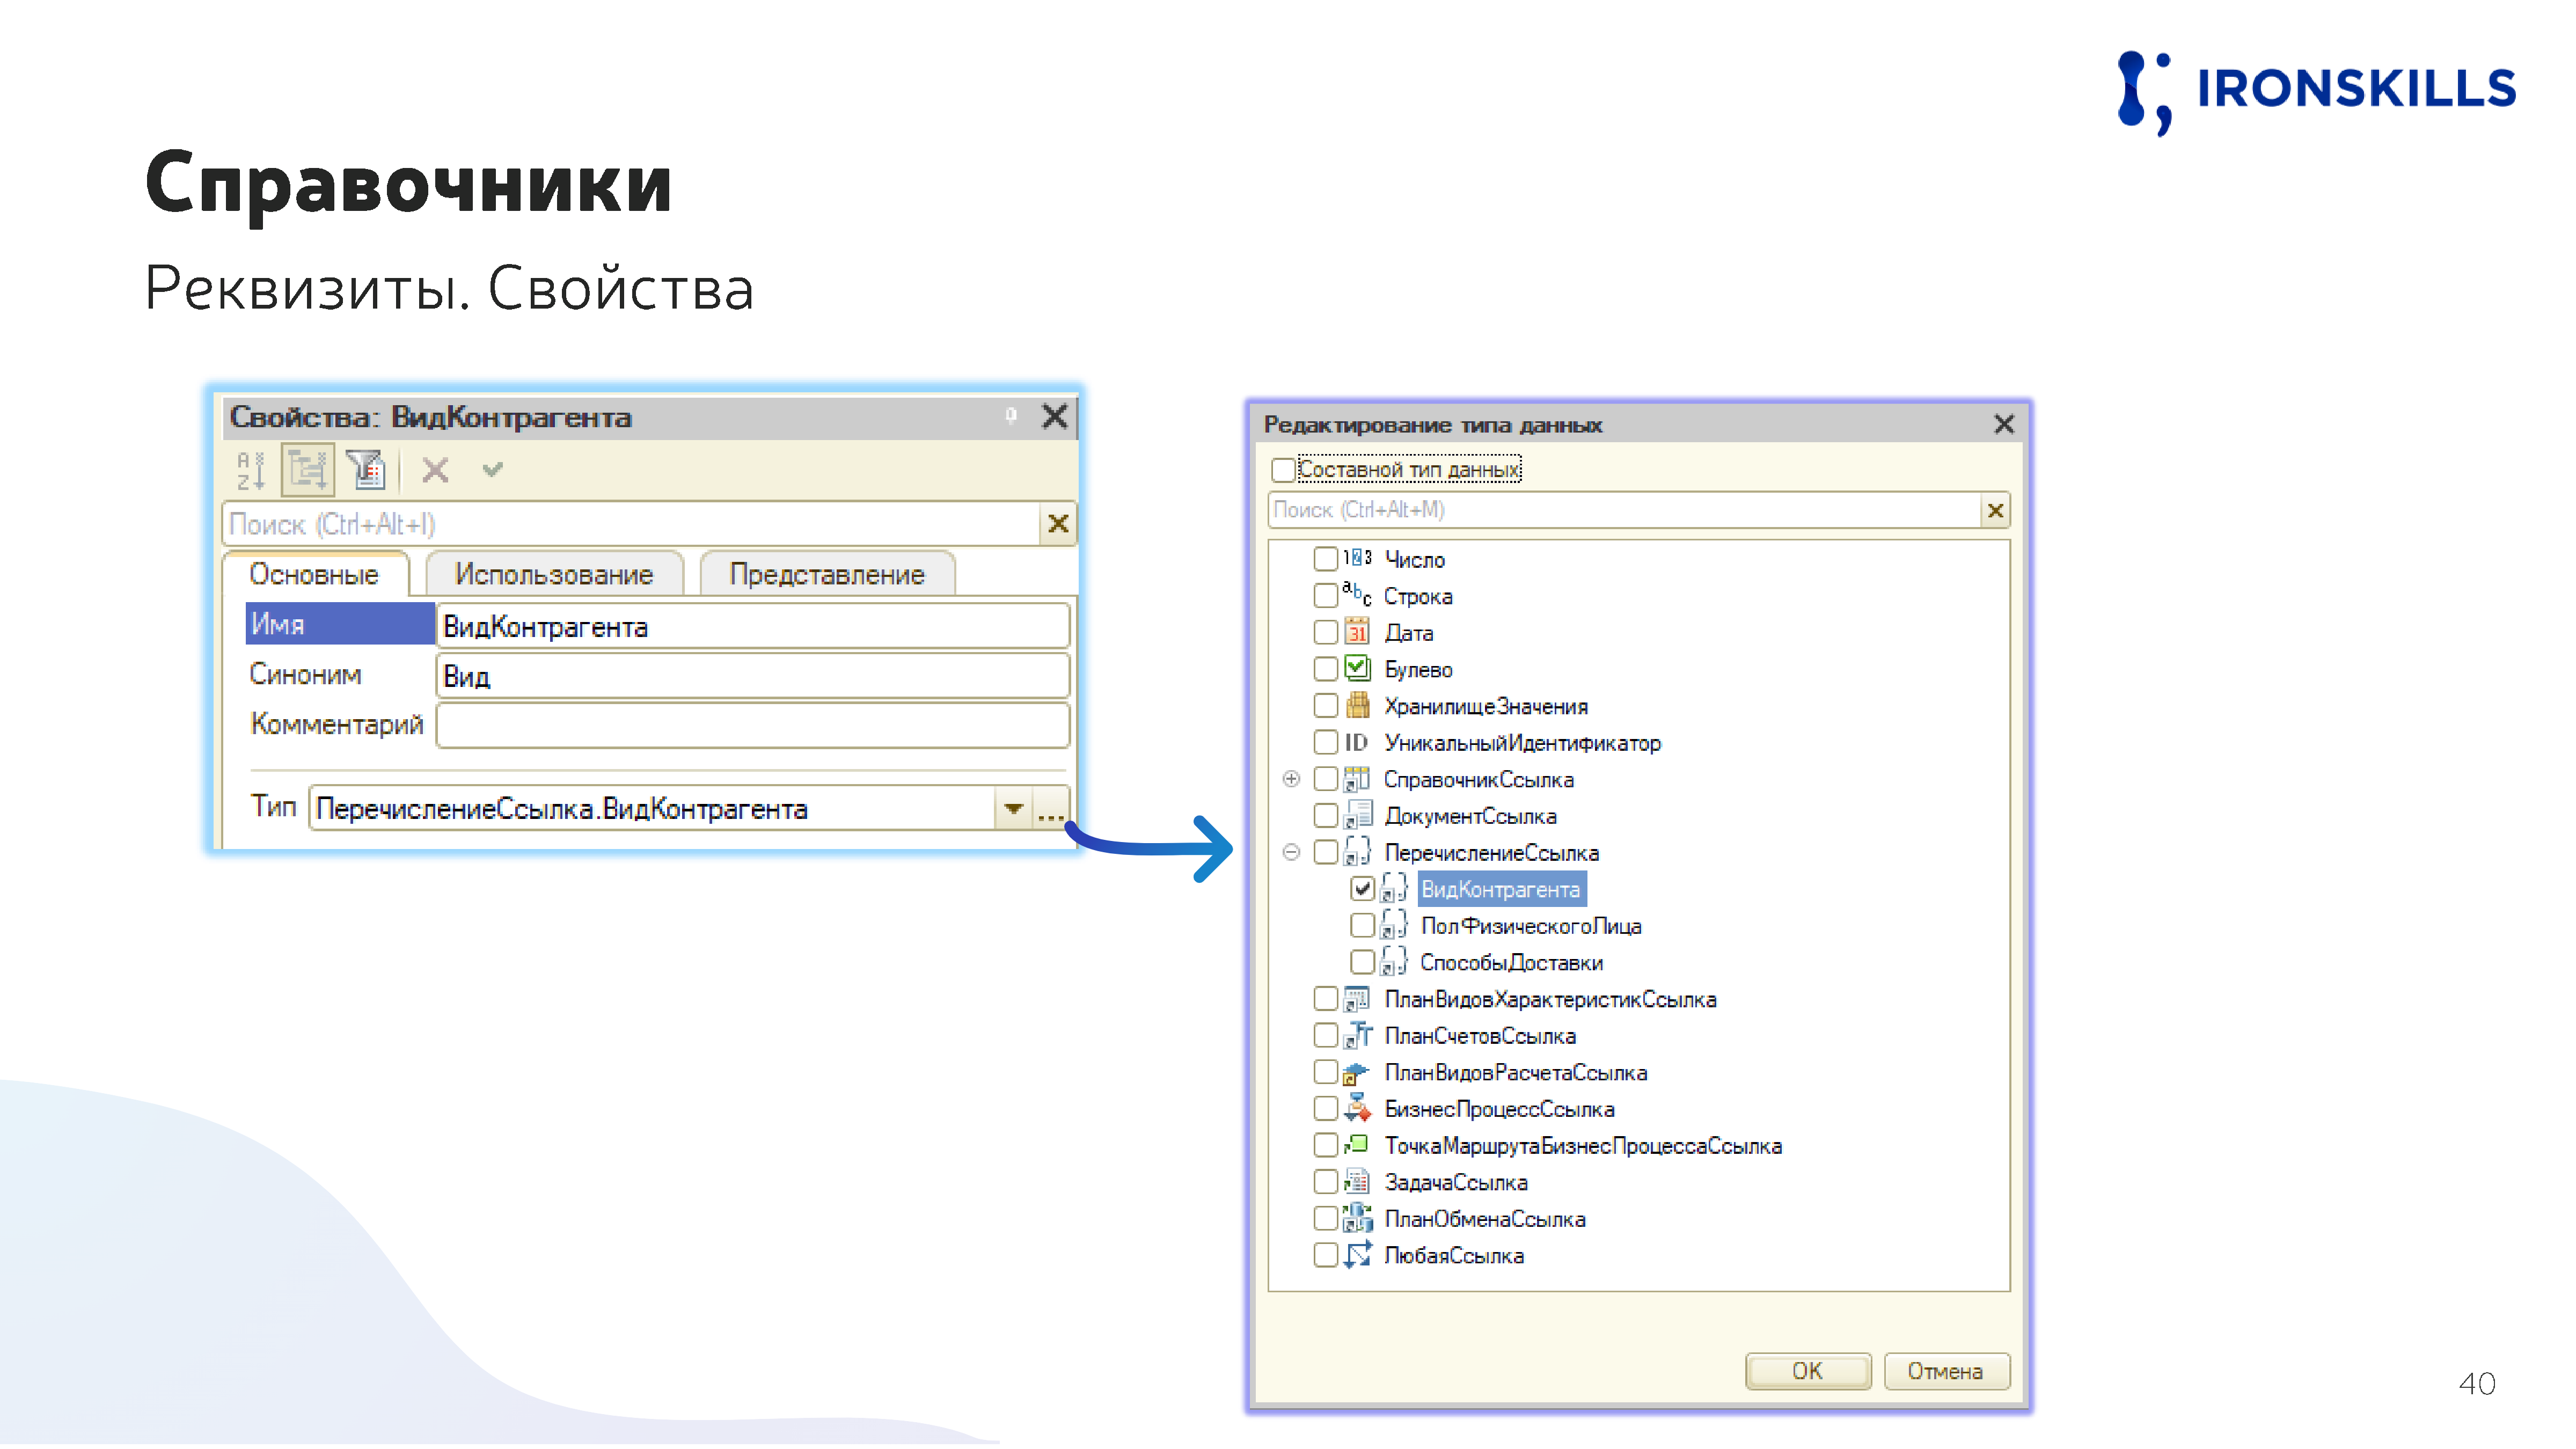 IRONSKILLS
Справочники
Реквизиты. Свойства
Свойства: ВидКонтрагента
Поиск (Ctrl+Alt+I)
Основные Использование Представление
Имя ВидКонтрагента
Синоним Вид
Комментарий
Тип ПеречислениеСсылка.ВидКонтрагента ...
Редактирование типа данных
Составной тип данных
Поиск (Ctrl+Alt+M)
Число
Строка
Дата
Булево
ХранилищеЗначения
ID УникальныйИдентификатор
СправочникСсылка
ДокументСсылка
ПеречислениеСсылка
ВидКонтрагента
ПолФизическогоЛица
СпособыДоставки
ПланВидовХарактеристикСсылка
ПланСчетовСсылка
ПланВидовРасчетаСсылка
БизнесПроцессСсылка
ТочкаМаршрутаБизнесПроцессаСсылка
ЗадачаСсылка
ПланОбменаСсылка
ЛюбаяСсылка
OK Отмена
40